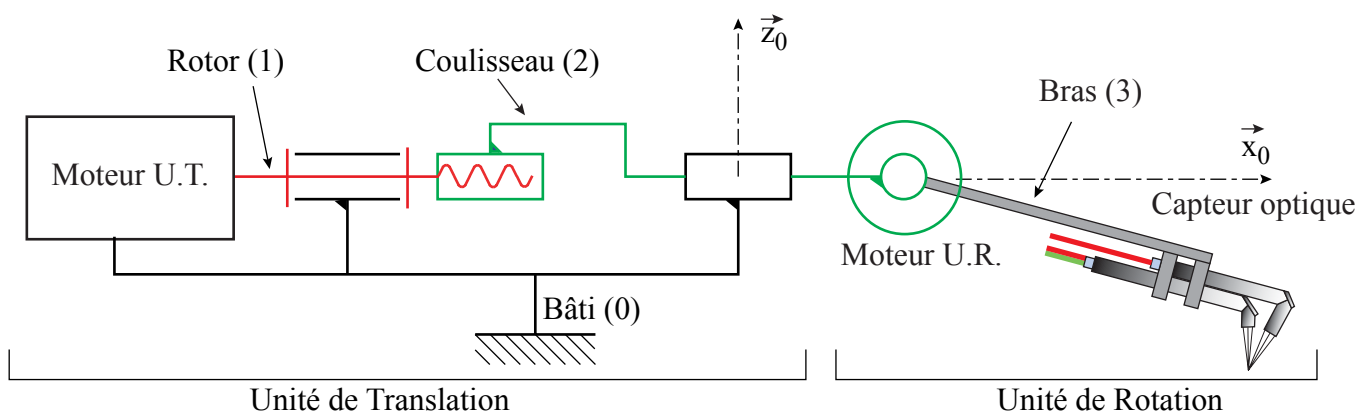 Rotor (1)
Coulisseau (2)
z₀
Bras (3)
x₀
Moteur U.T.
Capteur optique
Moteur U.R.
Bâti (0)
Unité de Translation
Unité de Rotation